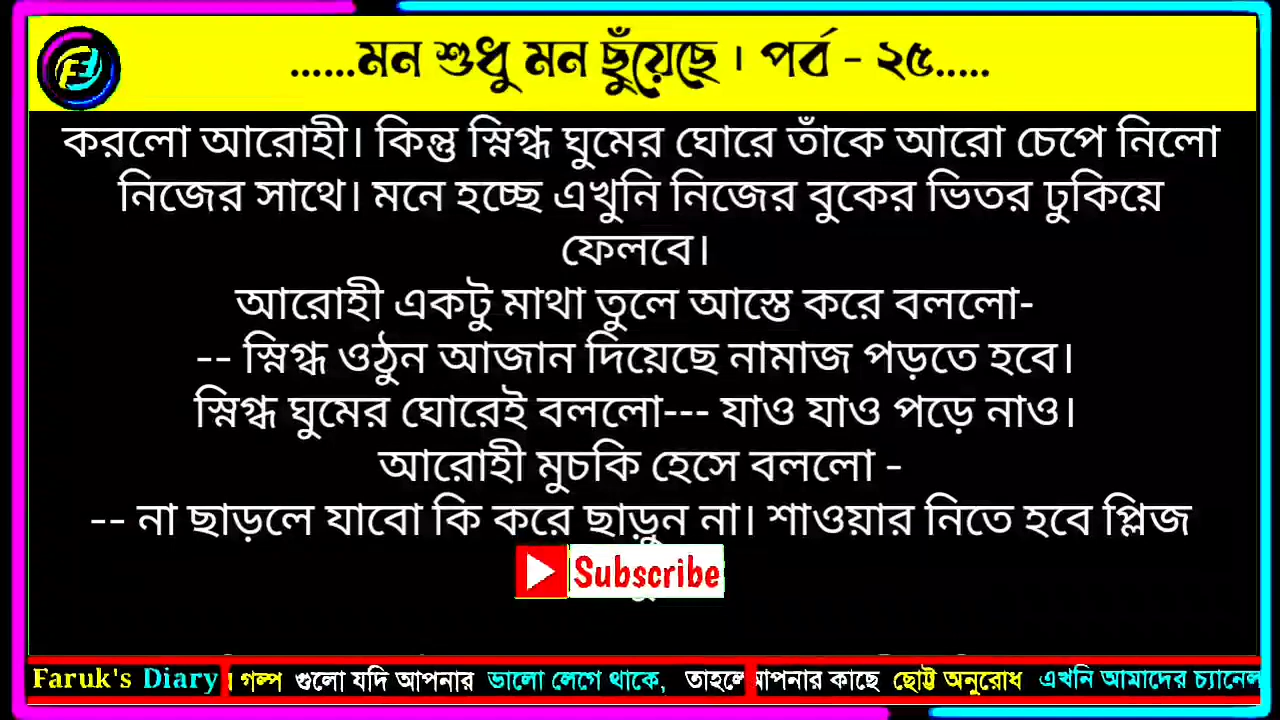 ......মন শুধু মন ছুঁয়েছে । পর্ব - ২৫.....
করলো আরোহী। কিন্তু স্নিগ্ধ ঘুমের ঘোরে তাঁকে আরো চেপে নিলো
নিজের সাথে। মনে হচ্ছে এখুনি নিজের বুকের ভিতর ঢুকিয়ে
ফেলবে।
আরোহী একটু মাথা তুলে আস্তে করে বললো-
-- স্নিগ্ধ ওঠুন আজান দিয়েছে নামাজ পড়তে হবে।
স্নিগ্ধ ঘুমের ঘোরেই বললো--- যাও যাও পড়ে নাও।
আরোহী মুচকি হেসে বললো -
-- না ছাড়লে যাবো কি করে ছাড়ুন না। শাওয়ার নিতে হবে প্লিজ
Subscribe
Faruk's Diary গল্প গুলো যদি আপনার ভালো লেগে থাকে, তাহলে আপনার কাছে ছোট্ট অনুরোধ এখনি আমাদের চ্যানেল